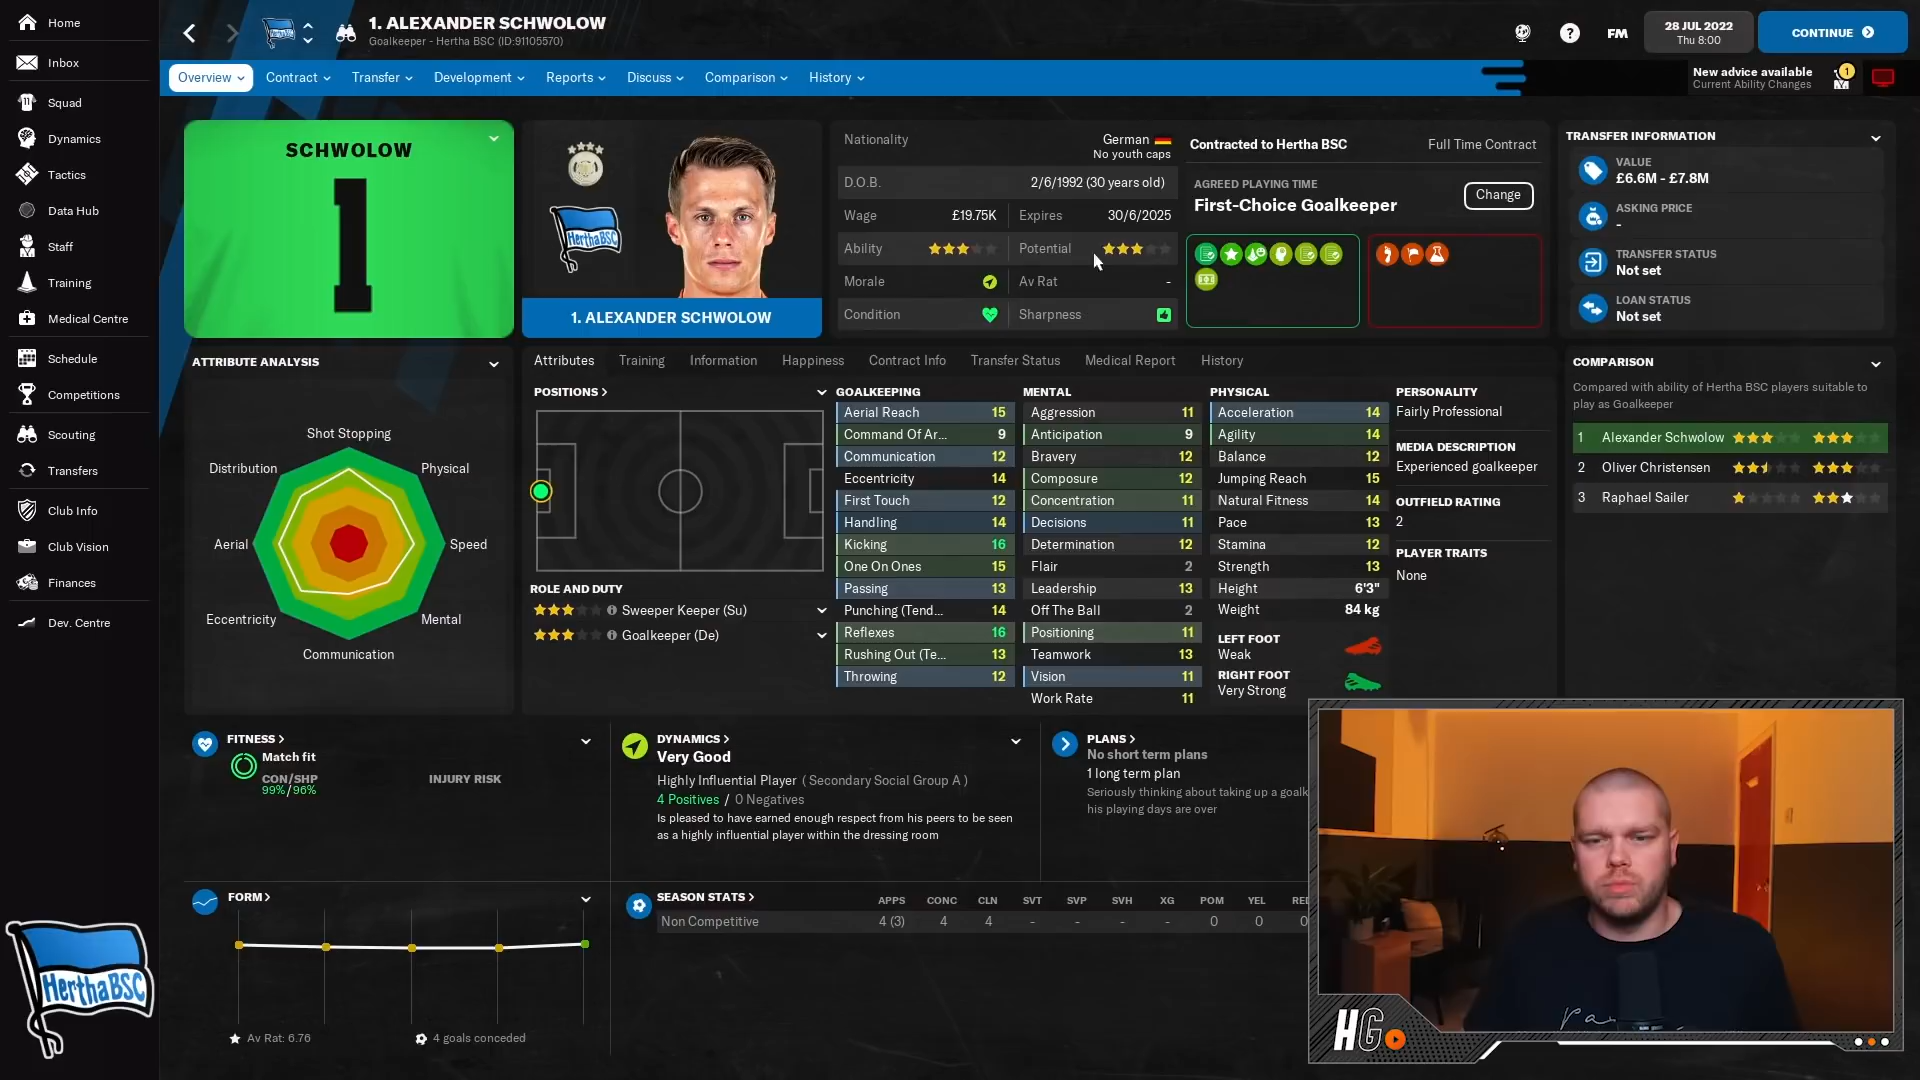 Home
Inbox
Squad
Dynamics
Tactics
Data Hub
Staff
Training
Medical Centre
Schedule
Competitions
Scouting
Transfers
Club Info
Club Vision
Finances
Dev. Centre
HerthaBSC
1. ALEXANDER SCHWOLOW
Goalkeeper - Hertha BSC (ID:91105570)
FM
28 JUL 2022
Thu 8:00
CONTINUE
Overview
Contract
Transfer
Development
Reports
Discuss
Comparison
History
New advice available
Current Ability Changes
1
SCHWOLOW
1
HerthaBSC
1. ALEXANDER SCHWOLOW
Nationality German
No youth caps
D.O.B. 2/6/1992 (30 years old)
Wage £19.75K Expires 30/6/2025
Ability Potential
Morale Av Rat -
Condition Sharpness
Contracted to Hertha BSC Full Time Contract
AGREED PLAYING TIME
First-Choice Goalkeeper
Change
TRANSFER INFORMATION
VALUE
£6.6M - £7.8M
ASKING PRICE
-
TRANSFER STATUS
Not set
LOAN STATUS
Not set
ATTRIBUTE ANALYSIS
Shot Stopping
Distribution Physical
Aerial Speed
Eccentricity Mental
Communication
Attributes Training Information Happiness Contract Info Transfer Status Medical Report History
POSITIONS >
ROLE AND DUTY
Sweeper Keeper (Su)
Goalkeeper (De)
GOALKEEPING
Aerial Reach 15
Command Of Ar... 9
Communication 12
Eccentricity 14
First Touch 12
Handling 14
Kicking 16
One On Ones 15
Passing 13
Punching (Tend... 14
Reflexes 16
Rushing Out (Te... 13
Throwing 12
MENTAL
Aggression 11
Anticipation 9
Bravery 12
Composure 12
Concentration 11
Decisions 11
Determination 12
Flair 2
Leadership 13
Off The Ball 2
Positioning 11
Teamwork 13
Vision 11
Work Rate 11
PHYSICAL
Acceleration 14
Agility 14
Balance 12
Jumping Reach 15
Natural Fitness 14
Pace 13
Stamina 12
Strength 13
Height 6'3"
Weight 84 kg
LEFT FOOT
Weak
RIGHT FOOT
Very Strong
PERSONALITY
Fairly Professional
MEDIA DESCRIPTION
Experienced goalkeeper
OUTFIELD RATING
2
PLAYER TRAITS
None
COMPARISON
Compared with ability of Hertha BSC players suitable to
play as Goalkeeper
1 Alexander Schwolow
2 Oliver Christensen
3 Raphael Sailer
FITNESS >
Match fit
CON/SHP
99%/96%
INJURY RISK
DYNAMICS >
Very Good
Highly Influential Player ( Secondary Social Group A )
4 Positives / 0 Negatives
Is pleased to have earned enough respect from his peers to be seen
as a highly influential player within the dressing room
PLANS >
No short term plans
1 long term plan
Seriously thinking about taking up a goalk
his playing days are over
FORM >
Av Rat: 6.76
4 goals conceded
SEASON STATS >
APPS CONC CLN SVT SVP SVH XG POM YEL RED
Non Competitive 4 (3) 4 4 - - - - 0 0 0
HG